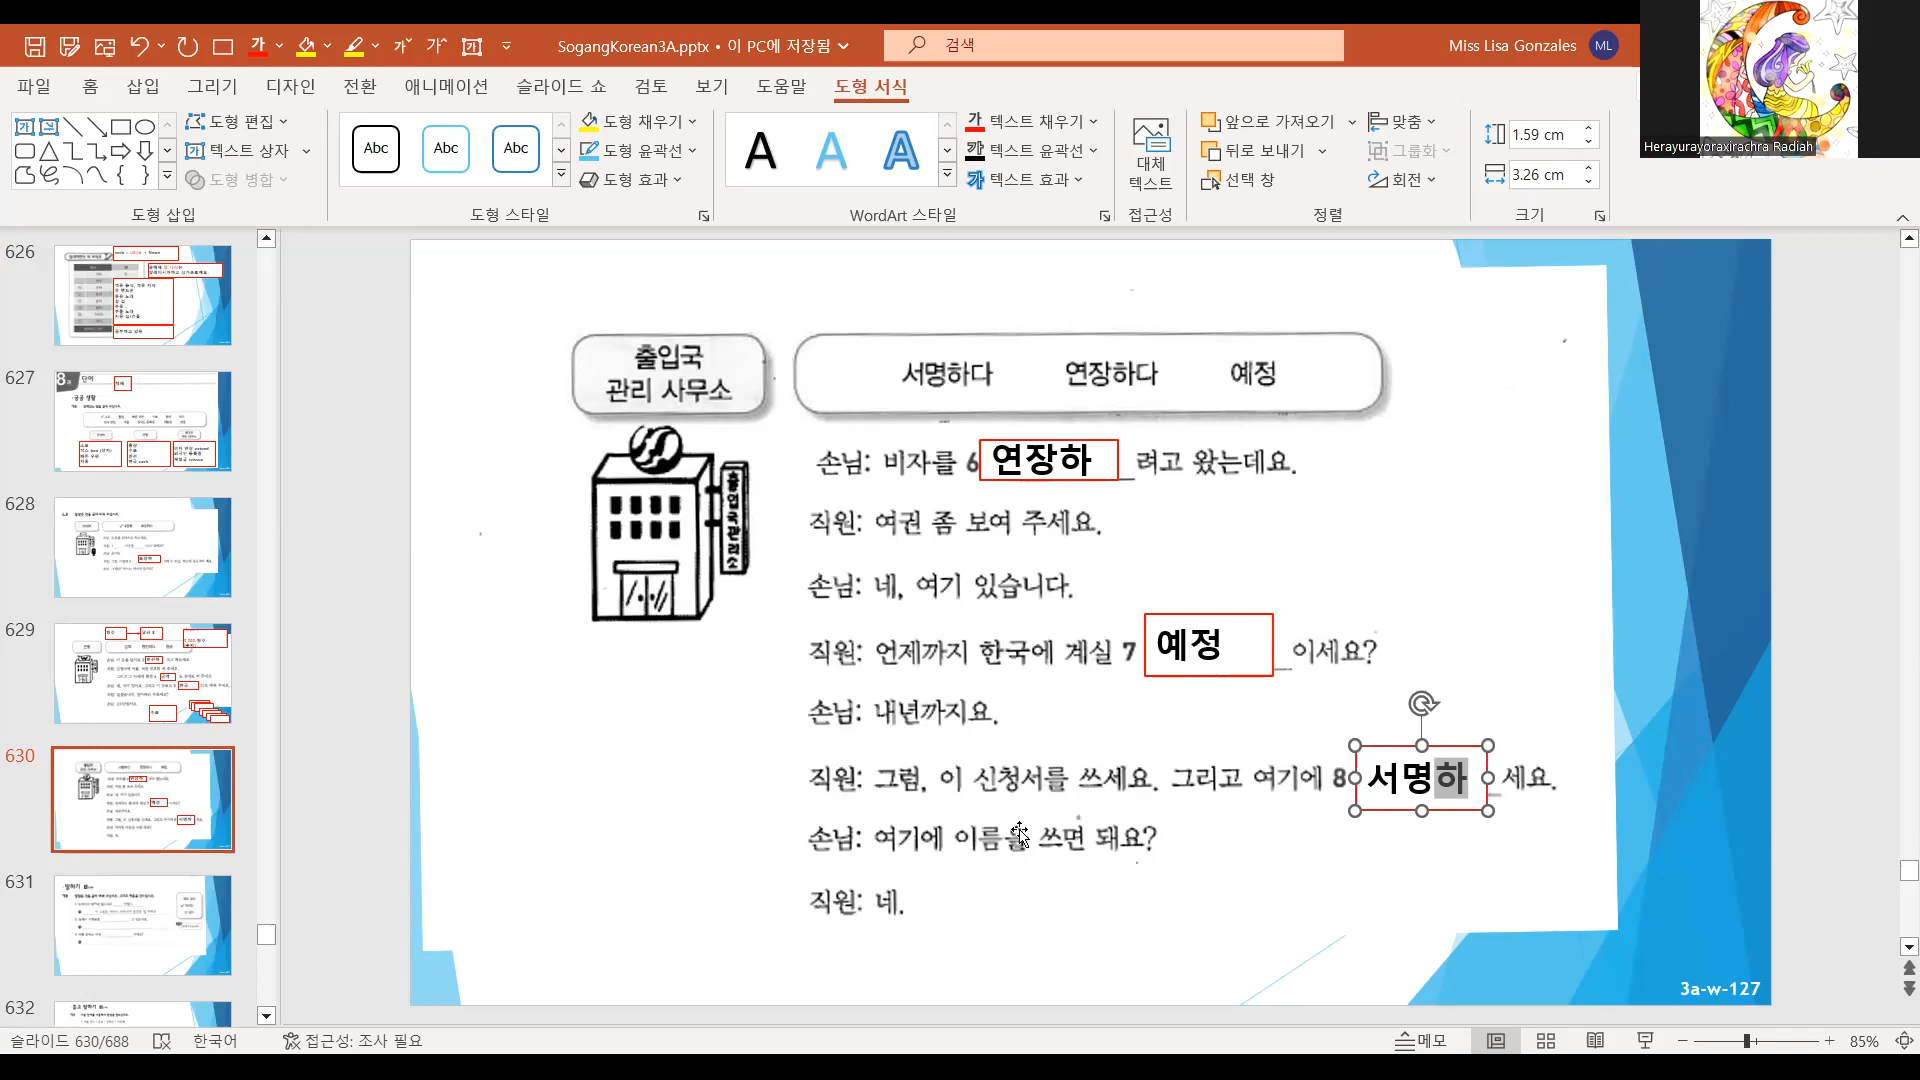 SogangKorean3A.pptx • 이 PC에 저장됨
검색
Miss Lisa Gonzales
ML
Herayurayoraxirachra Radiah
파일 홈 삽입 그리기 디자인 전환 애니메이션 슬라이드 쇼 검토 보기 도움말 도형 서식
도형 편집
텍스트 상자
도형 병합
도형 삽입
Abc Abc Abc
도형 채우기
도형 윤곽선
도형 효과
도형 스타일
A A A
텍스트 채우기
텍스트 윤곽선
텍스트 효과
WordArt 스타일
대체
텍스트
접근성
앞으로 가져오기
뒤로 보내기
선택 창
맞춤
그룹화
회전
정렬
1.59 cm
3.26 cm
크기
626
627
628
629
630
631
632
출입국
관리 사무소
서명하다 연장하다 예정
출입국관리소
손님: 비자를 6 연장하 려고 왔는데요.
직원: 여권 좀 보여 주세요.
손님: 네, 여기 있습니다.
직원: 언제까지 한국에 계실 7 예정 이세요?
손님: 내년까지요.
직원: 그럼, 이 신청서를 쓰세요. 그리고 여기에 8 서명하 세요.
손님: 여기에 이름을 쓰면 돼요?
직원: 네.
3a-w-127
슬라이드 630/688
한국어
접근성: 조사 필요
메모
85%